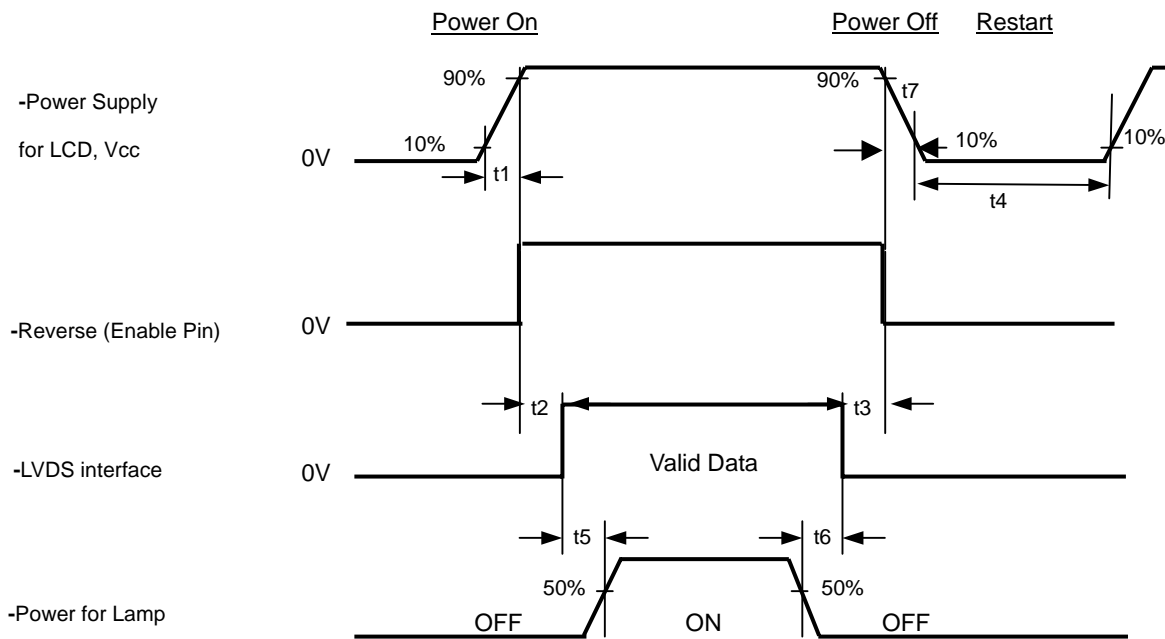 Power On Power Off Restart
90% 90% t7
-Power Supply
for LCD, Vcc
10% 10% 10%
0V
t1
t4
-Reverse (Enable Pin) 0V
t2 t3
-LVDS interface 0V Valid Data
t5 t6
50% 50%
-Power for Lamp OFF ON OFF